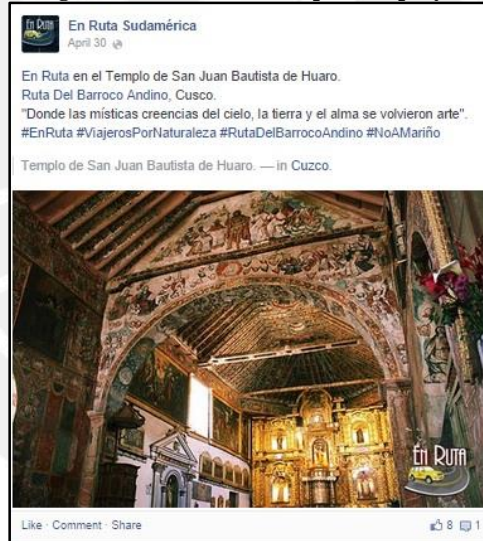 En Ruta Sudamérica
April 30
En Ruta en el Templo de San Juan Bautista de Huaro.
Ruta Del Barroco Andino, Cusco.
"Donde las místicas creencias del cielo, la tierra y el alma se volvieron arte".
#EnRuta #ViajerosPorNaturaleza #RutaDelBarrocoAndino #NoAMariño
Templo de San Juan Bautista de Huaro. — in Cuzco.
EN RUTA
Like · Comment · Share 8 1